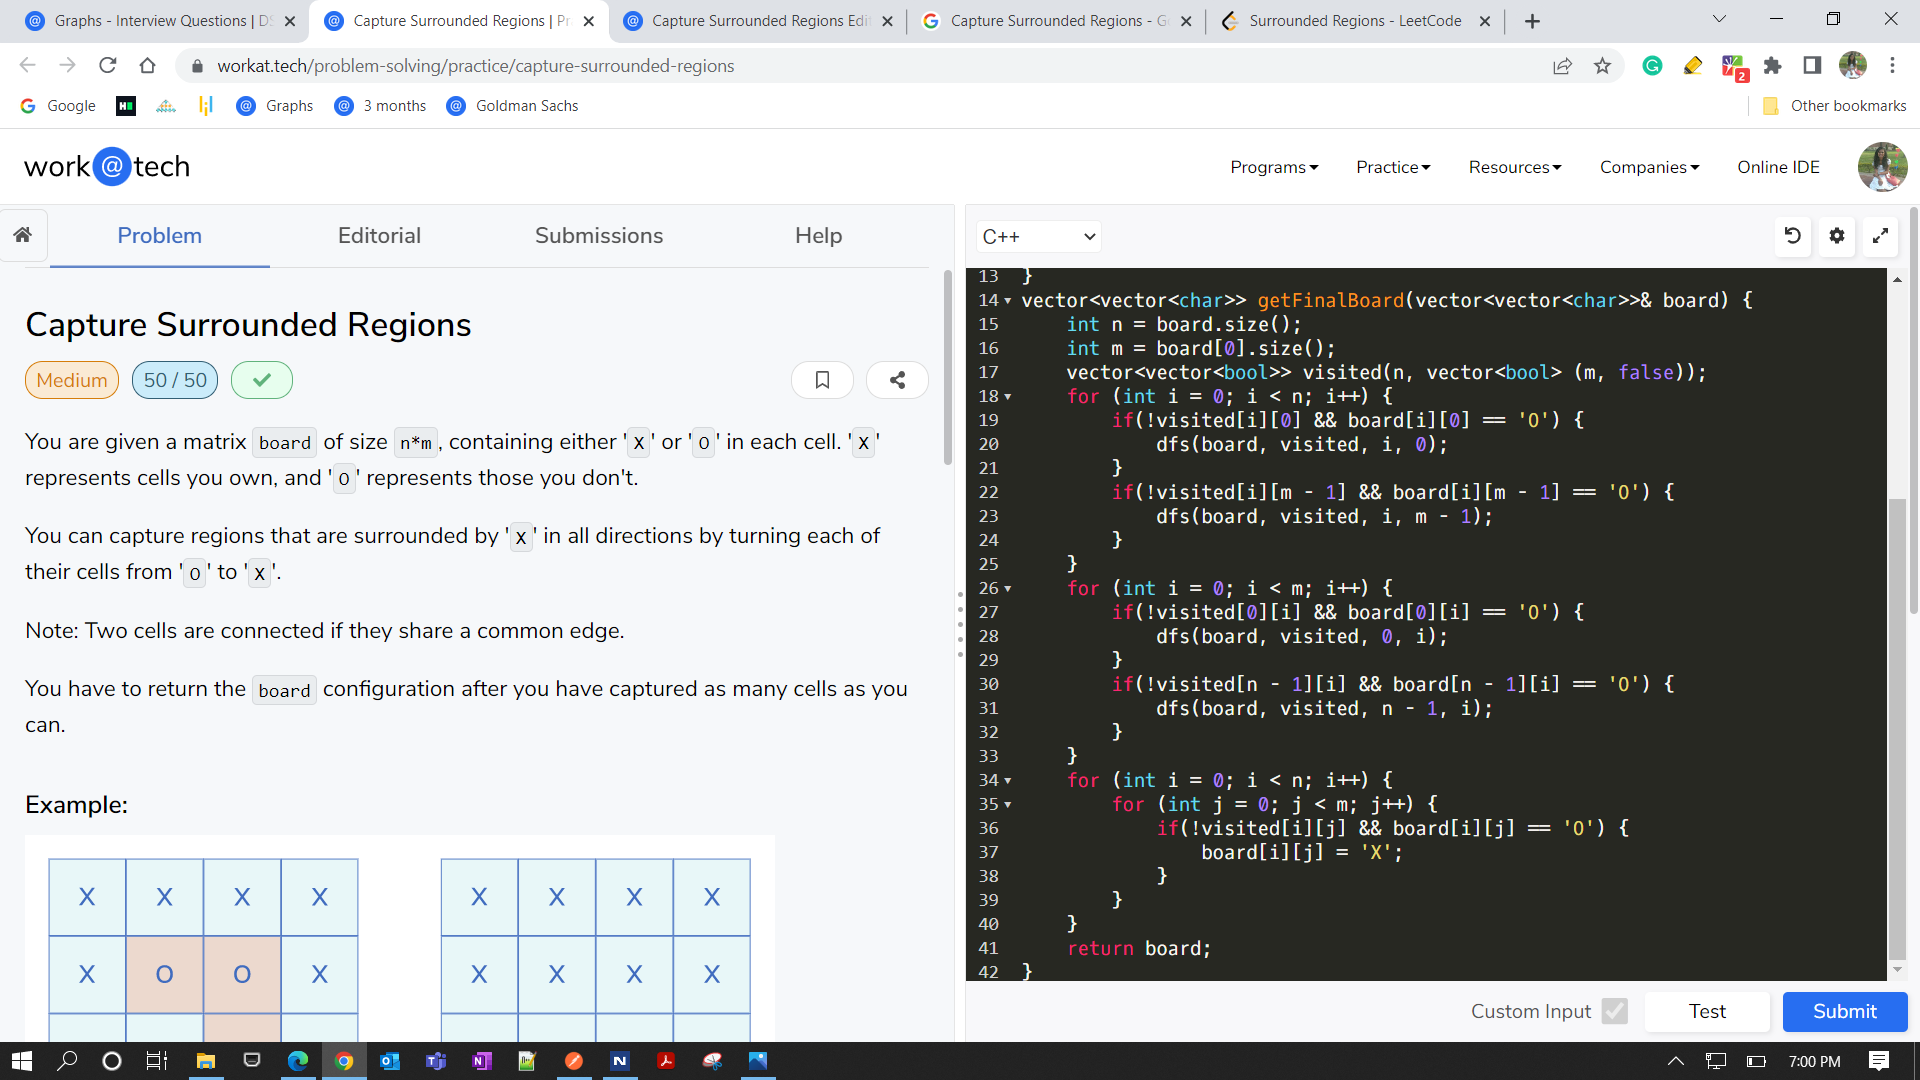 Graphs - Interview Questions | DS
Capture Surrounded Regions | Pr
Capture Surrounded Regions Edit
Capture Surrounded Regions - Go
Surrounded Regions - LeetCode
workat.tech/problem-solving/practice/capture-surrounded-regions
2
Google
Graphs
3 months
Goldman Sachs
Other bookmarks
work@tech
Programs
Practice
Resources
Companies
Online IDE
Problem
Editorial
Submissions
Help
Capture Surrounded Regions
Medium
50 / 50
You are given a matrix board of size n*m, containing either 'X' or 'O' in each cell. 'X'
represents cells you own, and 'O' represents those you don't.
You can capture regions that are surrounded by 'X' in all directions by turning each of
their cells from 'O' to 'X'.
Note: Two cells are connected if they share a common edge.
You have to return the board configuration after you have captured as many cells as you
can.
Example:
X X X X
X O O X
X X X X
X X X X
C++
13 }
14 vector<vector<char>> getFinalBoard(vector<vector<char>>& board) {
15 int n = board.size();
16 int m = board[0].size();
17 vector<vector<bool>> visited(n, vector<bool> (m, false));
18 for (int i = 0; i < n; i++) {
19 if(!visited[i][0] && board[i][0] == 'O') {
20 dfs(board, visited, i, 0);
21 }
22 if(!visited[i][m - 1] && board[i][m - 1] == 'O') {
23 dfs(board, visited, i, m - 1);
24 }
25 }
26 for (int i = 0; i < m; i++) {
27 if(!visited[0][i] && board[0][i] == 'O') {
28 dfs(board, visited, 0, i);
29 }
30 if(!visited[n - 1][i] && board[n - 1][i] == 'O') {
31 dfs(board, visited, n - 1, i);
32 }
33 }
34 for (int i = 0; i < n; i++) {
35 for (int j = 0; j < m; j++) {
36 if(!visited[i][j] && board[i][j] == 'O') {
37 board[i][j] = 'X';
38 }
39 }
40 }
41 return board;
42 }
Custom Input
Test
Submit
7:00 PM